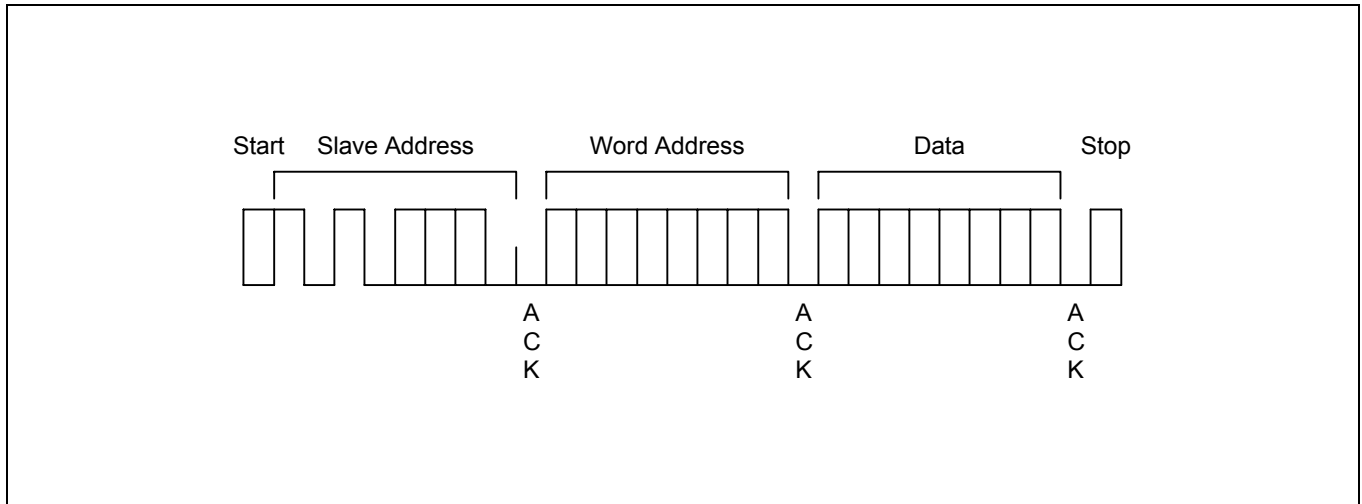 Start Slave Address Word Address Data Stop
A A A
C C C
K K K